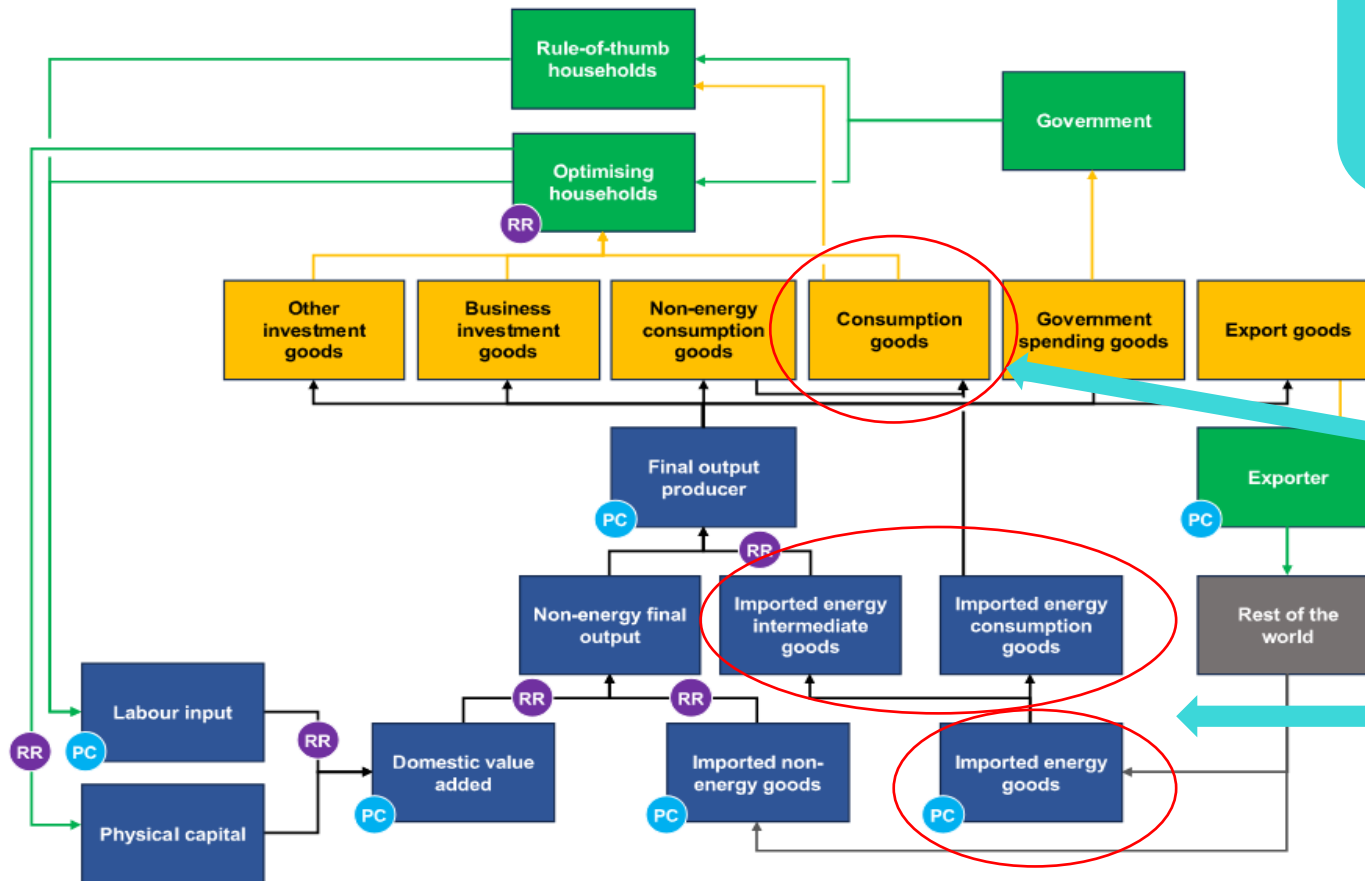 Rule-of-thumb
households
Government
Optimising
households
RR
Other
investment
goods
Business
investment
goods
Non-energy
consumption
goods
Consumption
goods
Government
spending goods
Export goods
Final output
producer
PC
Exporter
PC
RR
Non-energy final
output
Imported energy
intermediate
goods
Imported energy
consumption
goods
Rest of the
world
Labour input
PC
RR
RR
RR
RR
Domestic value
added
PC
Imported non-
energy goods
PC
Imported energy
goods
PC
Physical capital